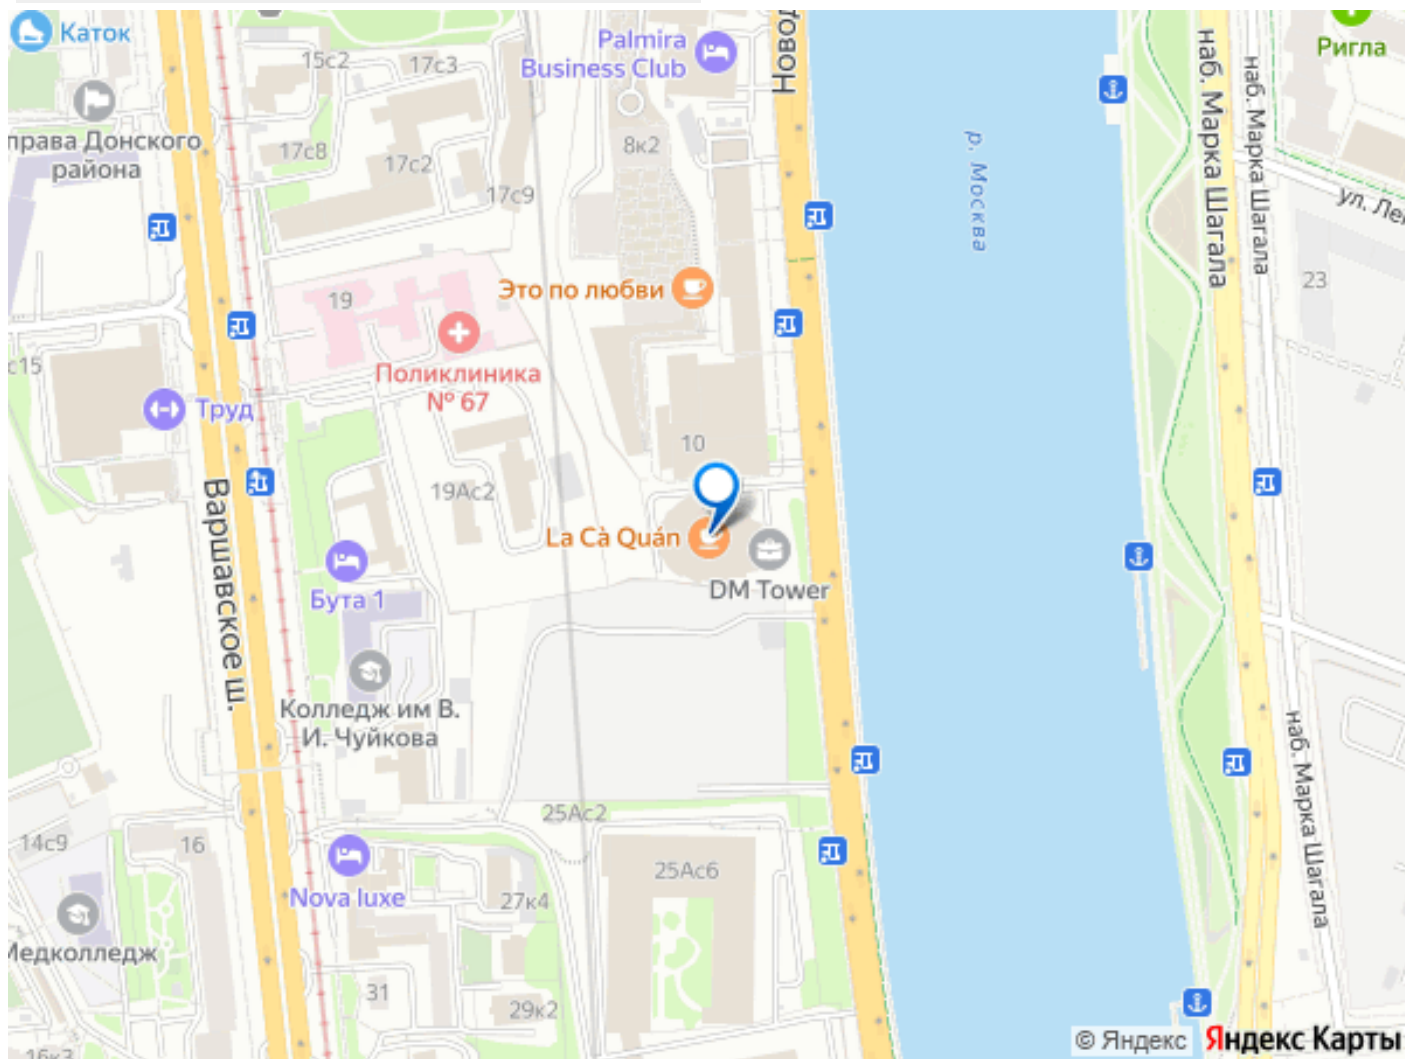 Каток
15с2
17с3
Palmira
Business Club
Новод
наб. Марка Шагала
наб. Марка Шагала
Ригла
права Донского
района
17с8
17с2
8к2
17с9
р. Москва
ул. Ле
23
19
Это по любви
с15
Поликлиника
№ 67
Труд
10
19Ас2
Варшавское ш.
La Cà Quán
DM Tower
Бута 1
Колледж им В.
И. Чуйкова
наб. Марка Шагала
14с9
16
25Ас2
25Ас6
Nova luxe
27к4
Медколледж
31
29к2
16к3
© Яндекс
Яндекс Карты